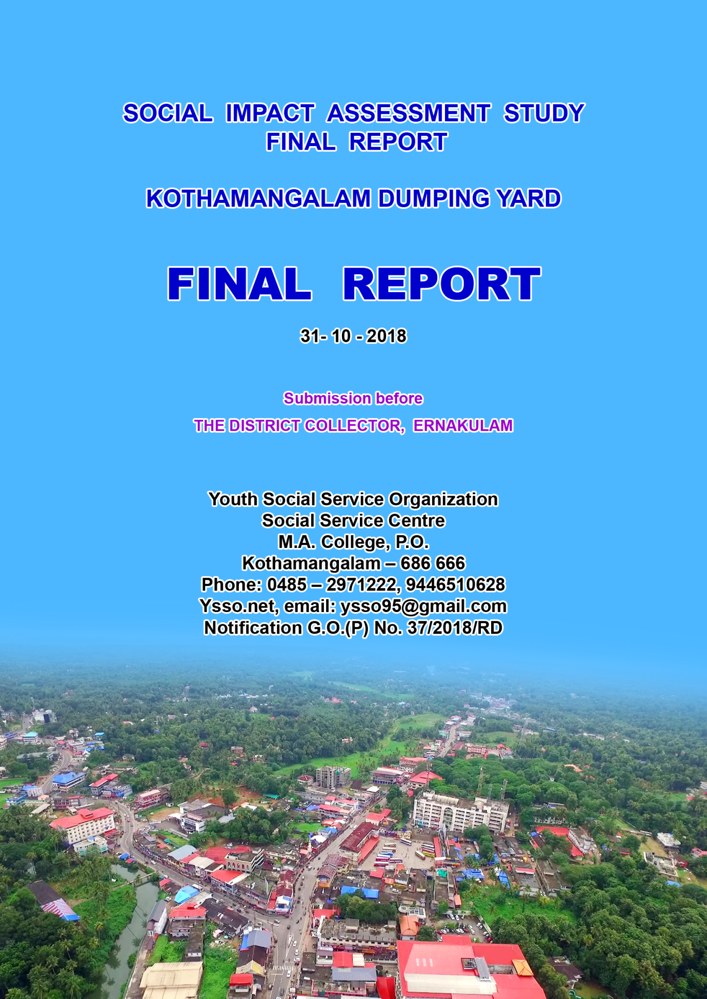 SOCIAL IMPACT ASSESSMENT STUDY
FINAL REPORT
KOTHAMANGALAM DUMPING YARD
FINAL REPORT
31- 10 - 2018
Submission before
THE DISTRICT COLLECTOR, ERNAKULAM
Youth Social Service Organization
Social Service Centre
M.A. College, P.O.
Kothamangalam – 686 666
Phone: 0485 – 2971222, 9446510628
Ysso.net, email: ysso95@gmail.com
Notification G.O.(P) No. 37/2018/RD